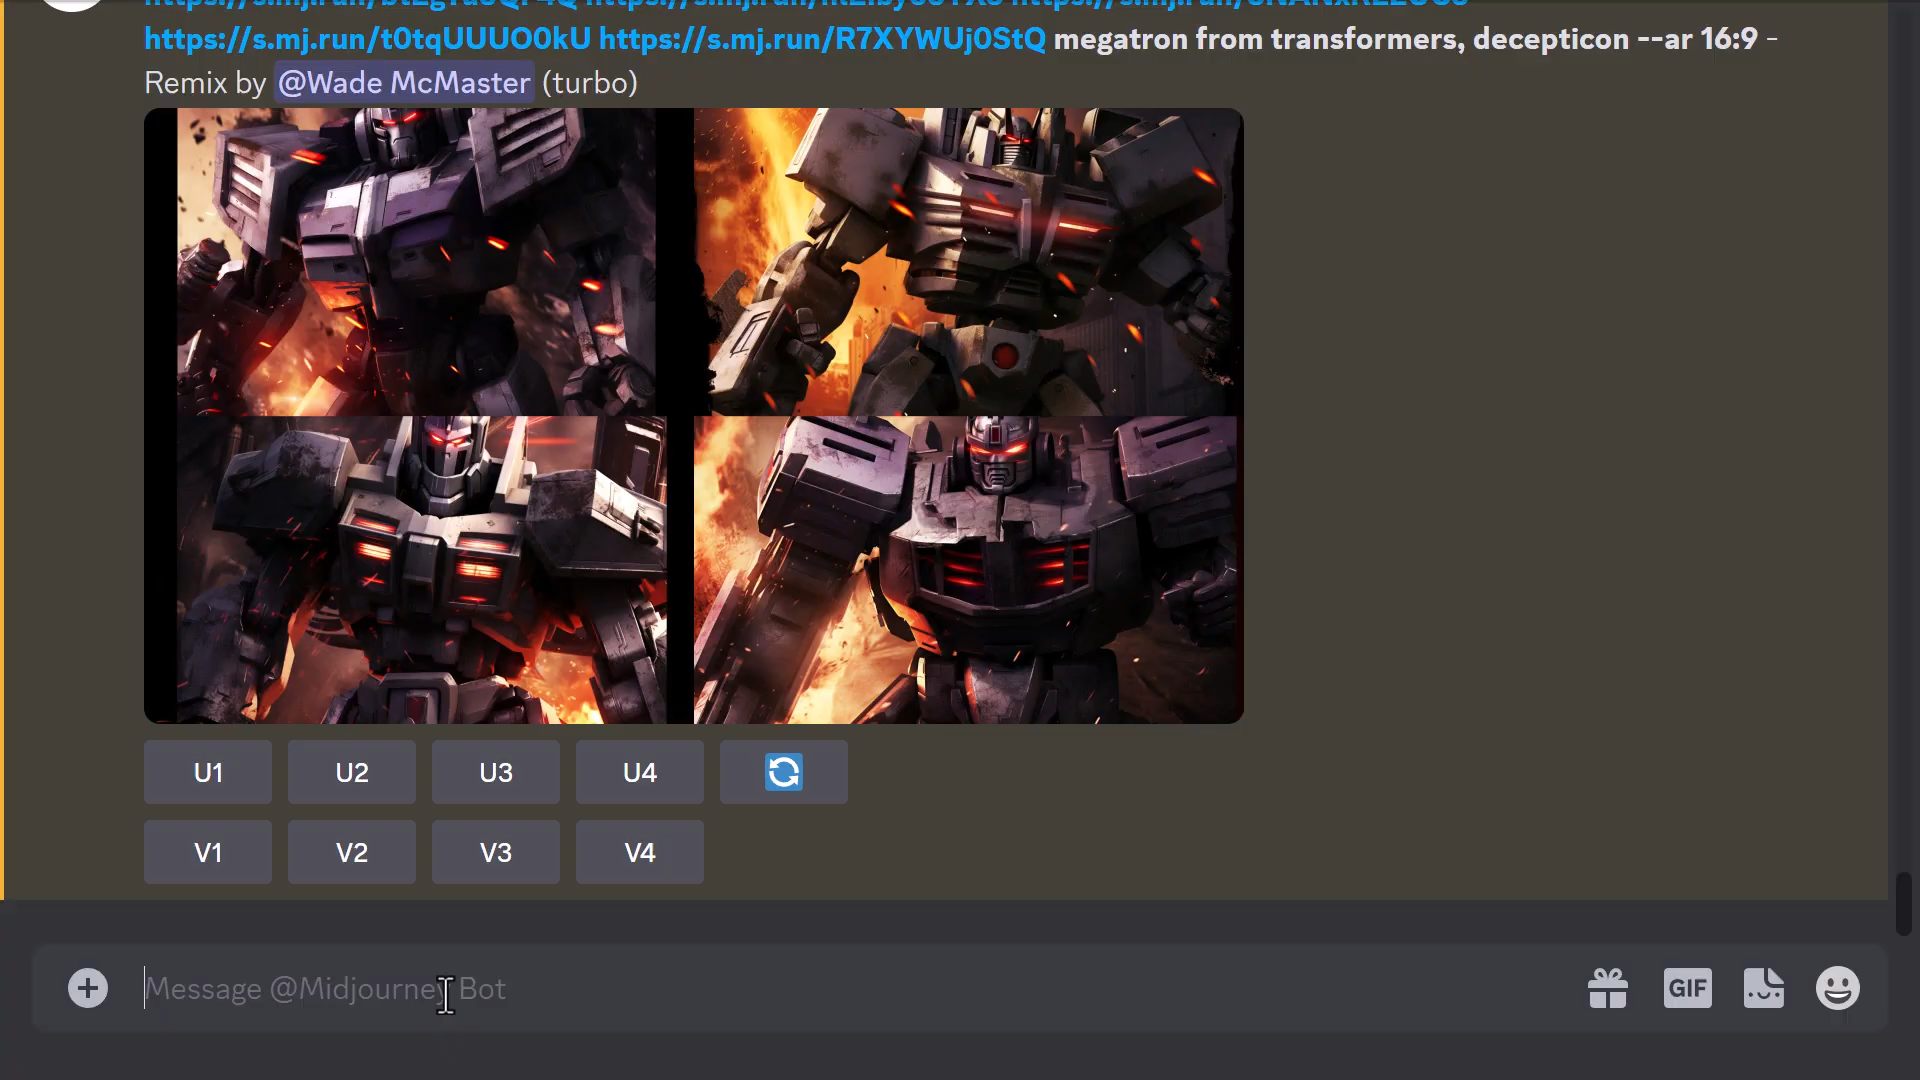 https://s.mj.run/t0tqUUUO0kU https://s.mj.run/R7XYWUj0StQ megatron from transformers, decepticon --ar 16:9 -
Remix by @Wade McMaster (turbo)
U1 U2 U3 U4
V1 V2 V3 V4
Message @Midjourney Bot GIF